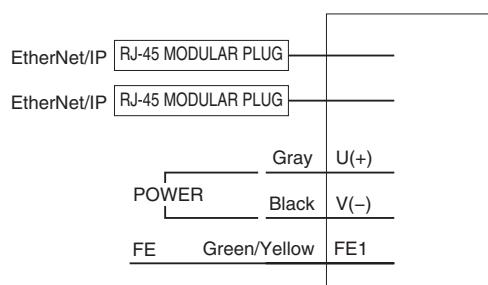 EtherNet/IP RJ-45 MODULAR PLUG
EtherNet/IP RJ-45 MODULAR PLUG
Gray U(+)
POWER
Black V(−)
FE Green/Yellow FE1